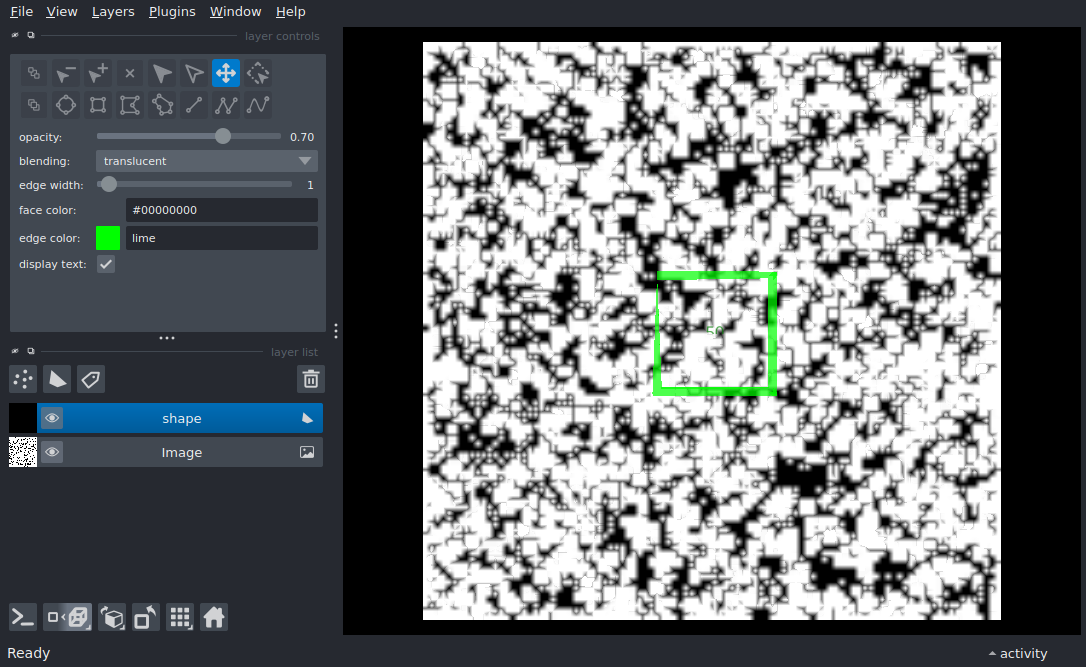 File View Layers Plugins Window Help
layer controls
opacity: 0.70
blending: translucent
edge width: 1
face color: #00000000
edge color: lime
display text:
layer list
shape
Image
Ready
activity